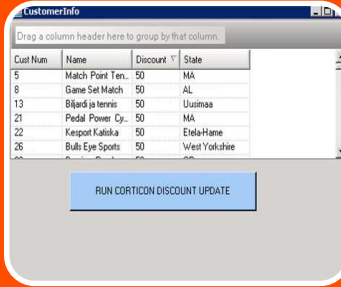 CustomerInfo
Drag a column header here to group by that column.
Cust Num Name Discount State
5 Match Point Ten... 50 MA
8 Game Set Match 50 AL
13 Biljardi ja tennis 50 Uusimaa
21 Pedal Power Cy... 50 MA
22 Kesport Katiska 50 Etela-Hame
26 Bulls Eye Sports 50 West Yorkshire
RUN CORTICON DISCOUNT UPDATE